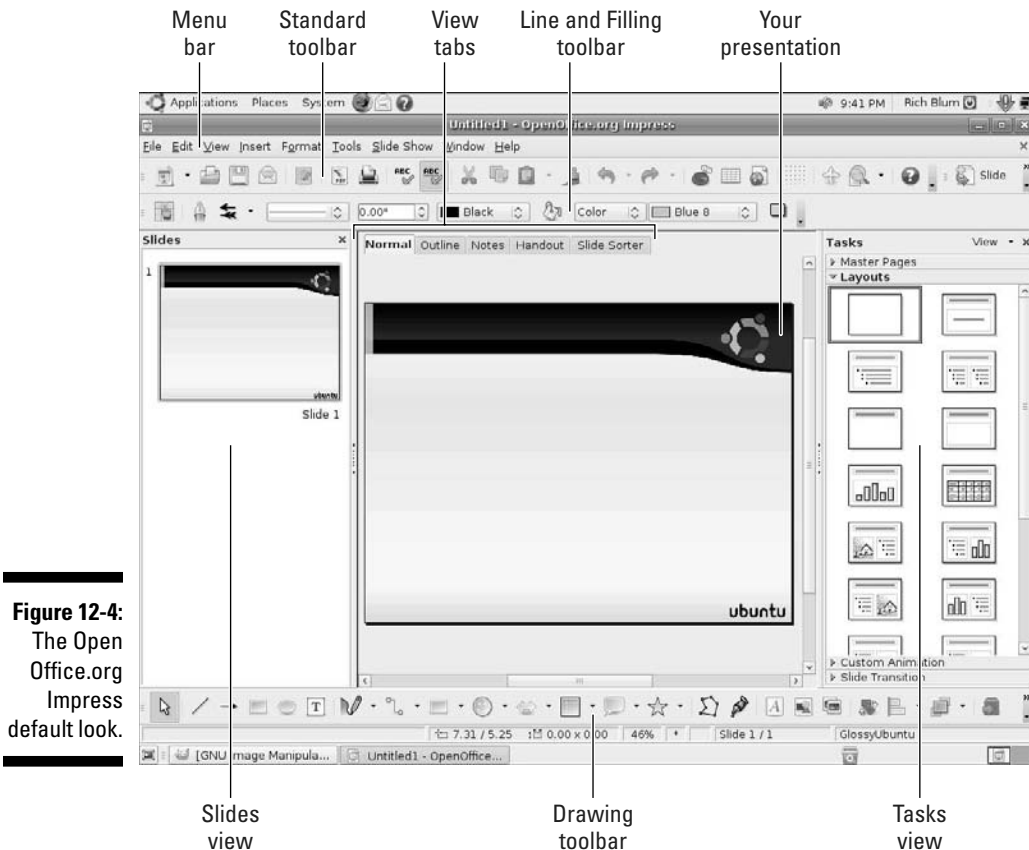 Menu bar
Standard toolbar
View tabs
Line and Filling toolbar
Your presentation
Applications Places System
9:41 PM Rich Blum
Untitled1 - OpenOffice.org Impress
File Edit View Insert Format Tools Slide Show Window Help
Slide
0.00° Black Color Blue 8
Slides
Normal Outline Notes Handout Slide Sorter
Tasks View
Master Pages
Layouts
1
ubuntu
Slide 1
ubuntu
Custom Animation
Slide Transition
7.31 / 5.25 0.00 x 0.00 46% * Slide 1 / 1 GlossyUbuntu
[GNU Image Manipula... Untitled1 - OpenOffice...
Figure 12-4:
The Open
Office.org
Impress
default look.
Slides view
Drawing toolbar
Tasks view